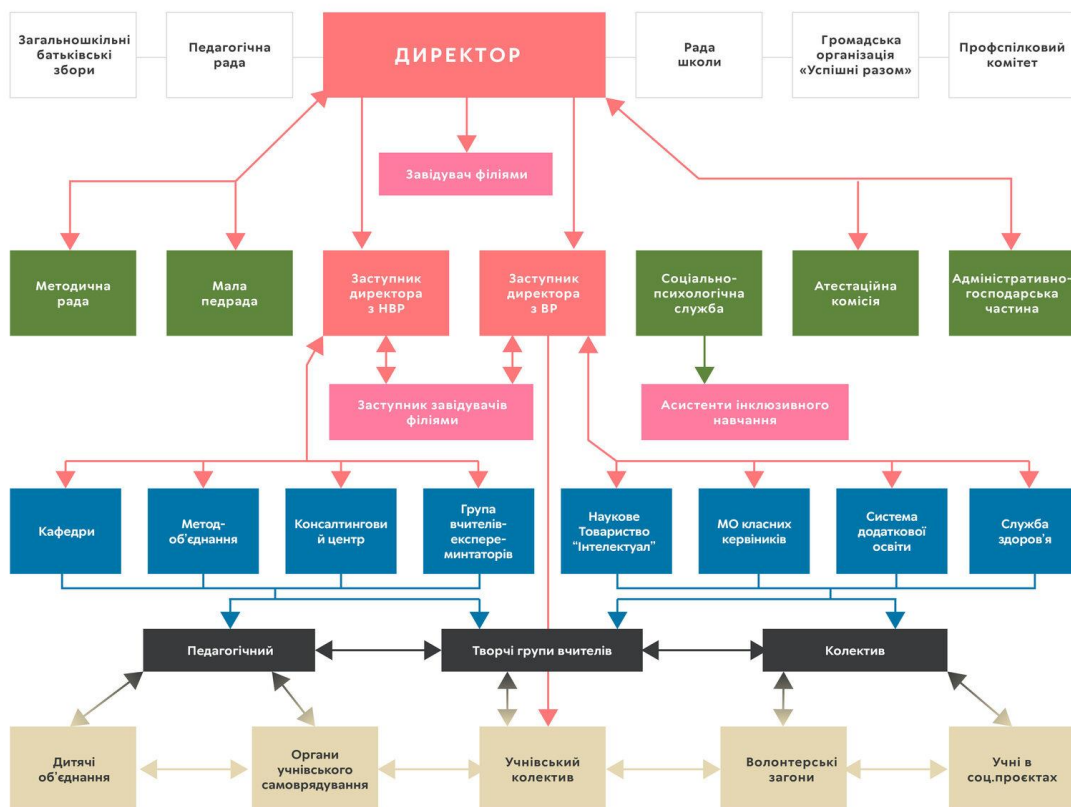 Загальношкільні
батьківські
збори
Педагогічна
рада
ДИРЕКТОР
Рада
школи
Громадська
організація
«Успішні разом»
Профспілковий
комітет
Завідувач філіями
Методична
рада
Мала
педрада
Заступник
директора
з НВР
Заступник
директора
з ВР
Соціально-
психологічна
служба
Атестаційна
комісія
Адміністративно-
господарська
частина
Заступник завідувачів
філіями
Асистенти інклюзивного
навчання
Кафедри
Метод-
об'єднання
Консалтингови
й центр
Група
вчителів-
експере-
минтаторів
Наукове
Товариство
"Інтелектуал"
МО класних
кервіників
Система
додаткової
освіти
Служба
здоров'я
Педагогічний
Творчі групи вчителів
Колектив
Дитячі
об'єднання
Органи
учнівського
самоврядування
Учнівський
колектив
Волонтерські
загони
Учні в
соц.проєктах